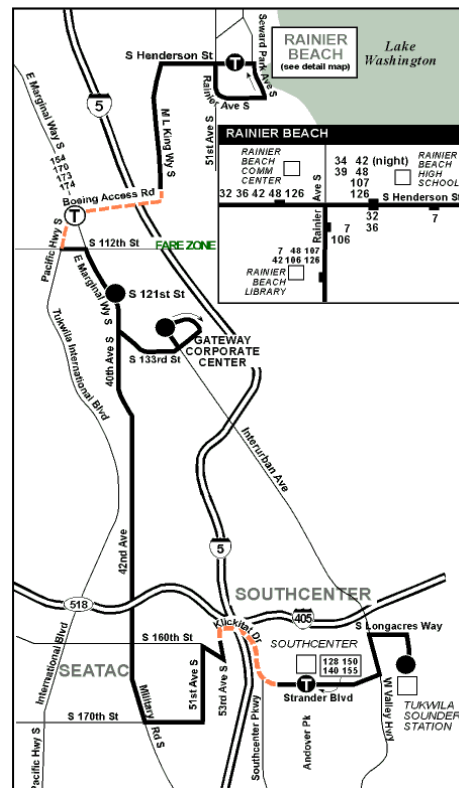 RAINIER
BEACH
(see detail map)
Lake
Washington
S Henderson St
T
Seward Park Ave S
Rainier Ave S
51st Ave S
5
M L King Wy S
E Marginal Way S
154
170
173
174
Boeing Access Rd
T
Pacific Hwy S
S 112th St
FARE ZONE
E Marginal Wy S
S 121st St
40th Ave S
S 133rd St
GATEWAY
CORPORATE
CENTER
Tukwila International Blvd
Interurban Ave
42nd Ave
5
518
405
SOUTHCENTER
Klickitat Dr
S Longacres Way
International Blvd
S 160th St
SEATAC
51st Ave S
53rd Ave S
SOUTHCENTER
128 150
140 155
T
Strander Blvd
W Valley Hwy
TUKWILA
SOUNDER
STATION
Military Rd S
S 170th St
Pacific Hwy S
Southcenter Pkwy
Andover Pk
RAINIER BEACH
RAINIER
BEACH
COMM
CENTER
32 36 42 48 126
Rainier Ave S
34 42 (night)
39 48
107
126
RAINIER
BEACH
HIGH
SCHOOL
S Henderson St
32
36
7
7
106
7 48 107
42 106 126
RAINIER
BEACH
LIBRARY